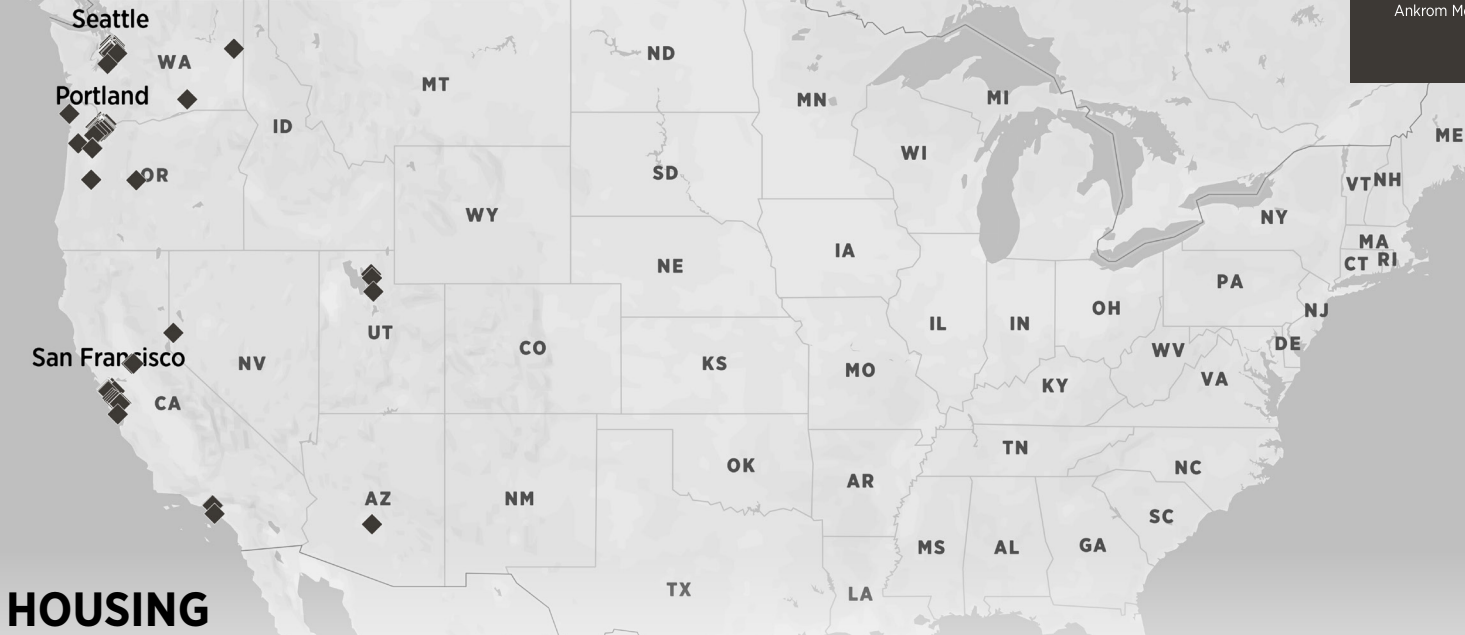 Seattle
Ankrom M
WA
MT
ND
MN
MI
Portland
ID
OR
SD
WI
ME
VT
NH
WY
NY
NE
IA
MA
CT
RI
PA
NJ
UT
CO
IL
IN
OH
DE
San Francisco
NV
KS
MO
WV
VA
CA
KY
TN
NC
OK
AR
AZ
NM
SC
MS
AL
GA
TX
LA
HOUSING